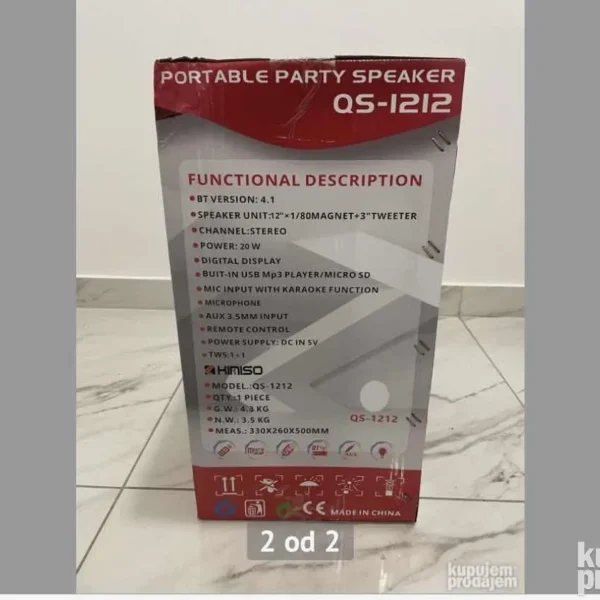 PORTABLE PARTY SPEAKER
QS-1212
FUNCTIONAL DESCRIPTION
BT VERSION: 4.1
SPEAKER UNIT:12"×1/80MAGNET+3"TWEETER
CHANNEL:STEREO
POWER: 20 W
DIGITAL DISPLAY
BUIT-IN USB Mp3 PLAYER/MICRO SD
MIC INPUT WITH KARAOKE FUNCTION
MICROPHONE
AUX 3.5MM INPUT
REMOTE CONTROL
POWER SUPPLY: DC IN 5V
TWS:1+1
KIMISO
MODEL.:QS-1212
QTY.:1 PIECE
G.W.: 4.3 KG
N.W.: 3.5 KG
MEAS.: 330X260X500MM
QS-1212
CE MADE IN CHINA
2 od 2
kupujem
prodajem